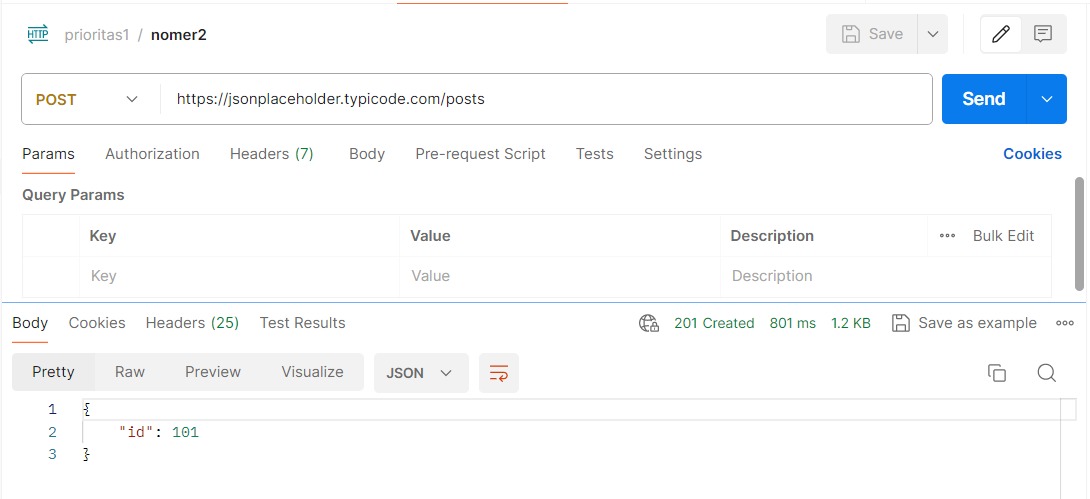 HTTP prioritas1 / nomer2 Save
POST https://jsonplaceholder.typicode.com/posts Send
Params Authorization Headers (7) Body Pre-request Script Tests Settings Cookies
Query Params
Key Value Description ••• Bulk Edit
Key Value Description
Body Cookies Headers (25) Test Results 201 Created 801 ms 1.2 KB Save as example •••
Pretty Raw Preview Visualize JSON
1 {
2 "id": 101
3 }